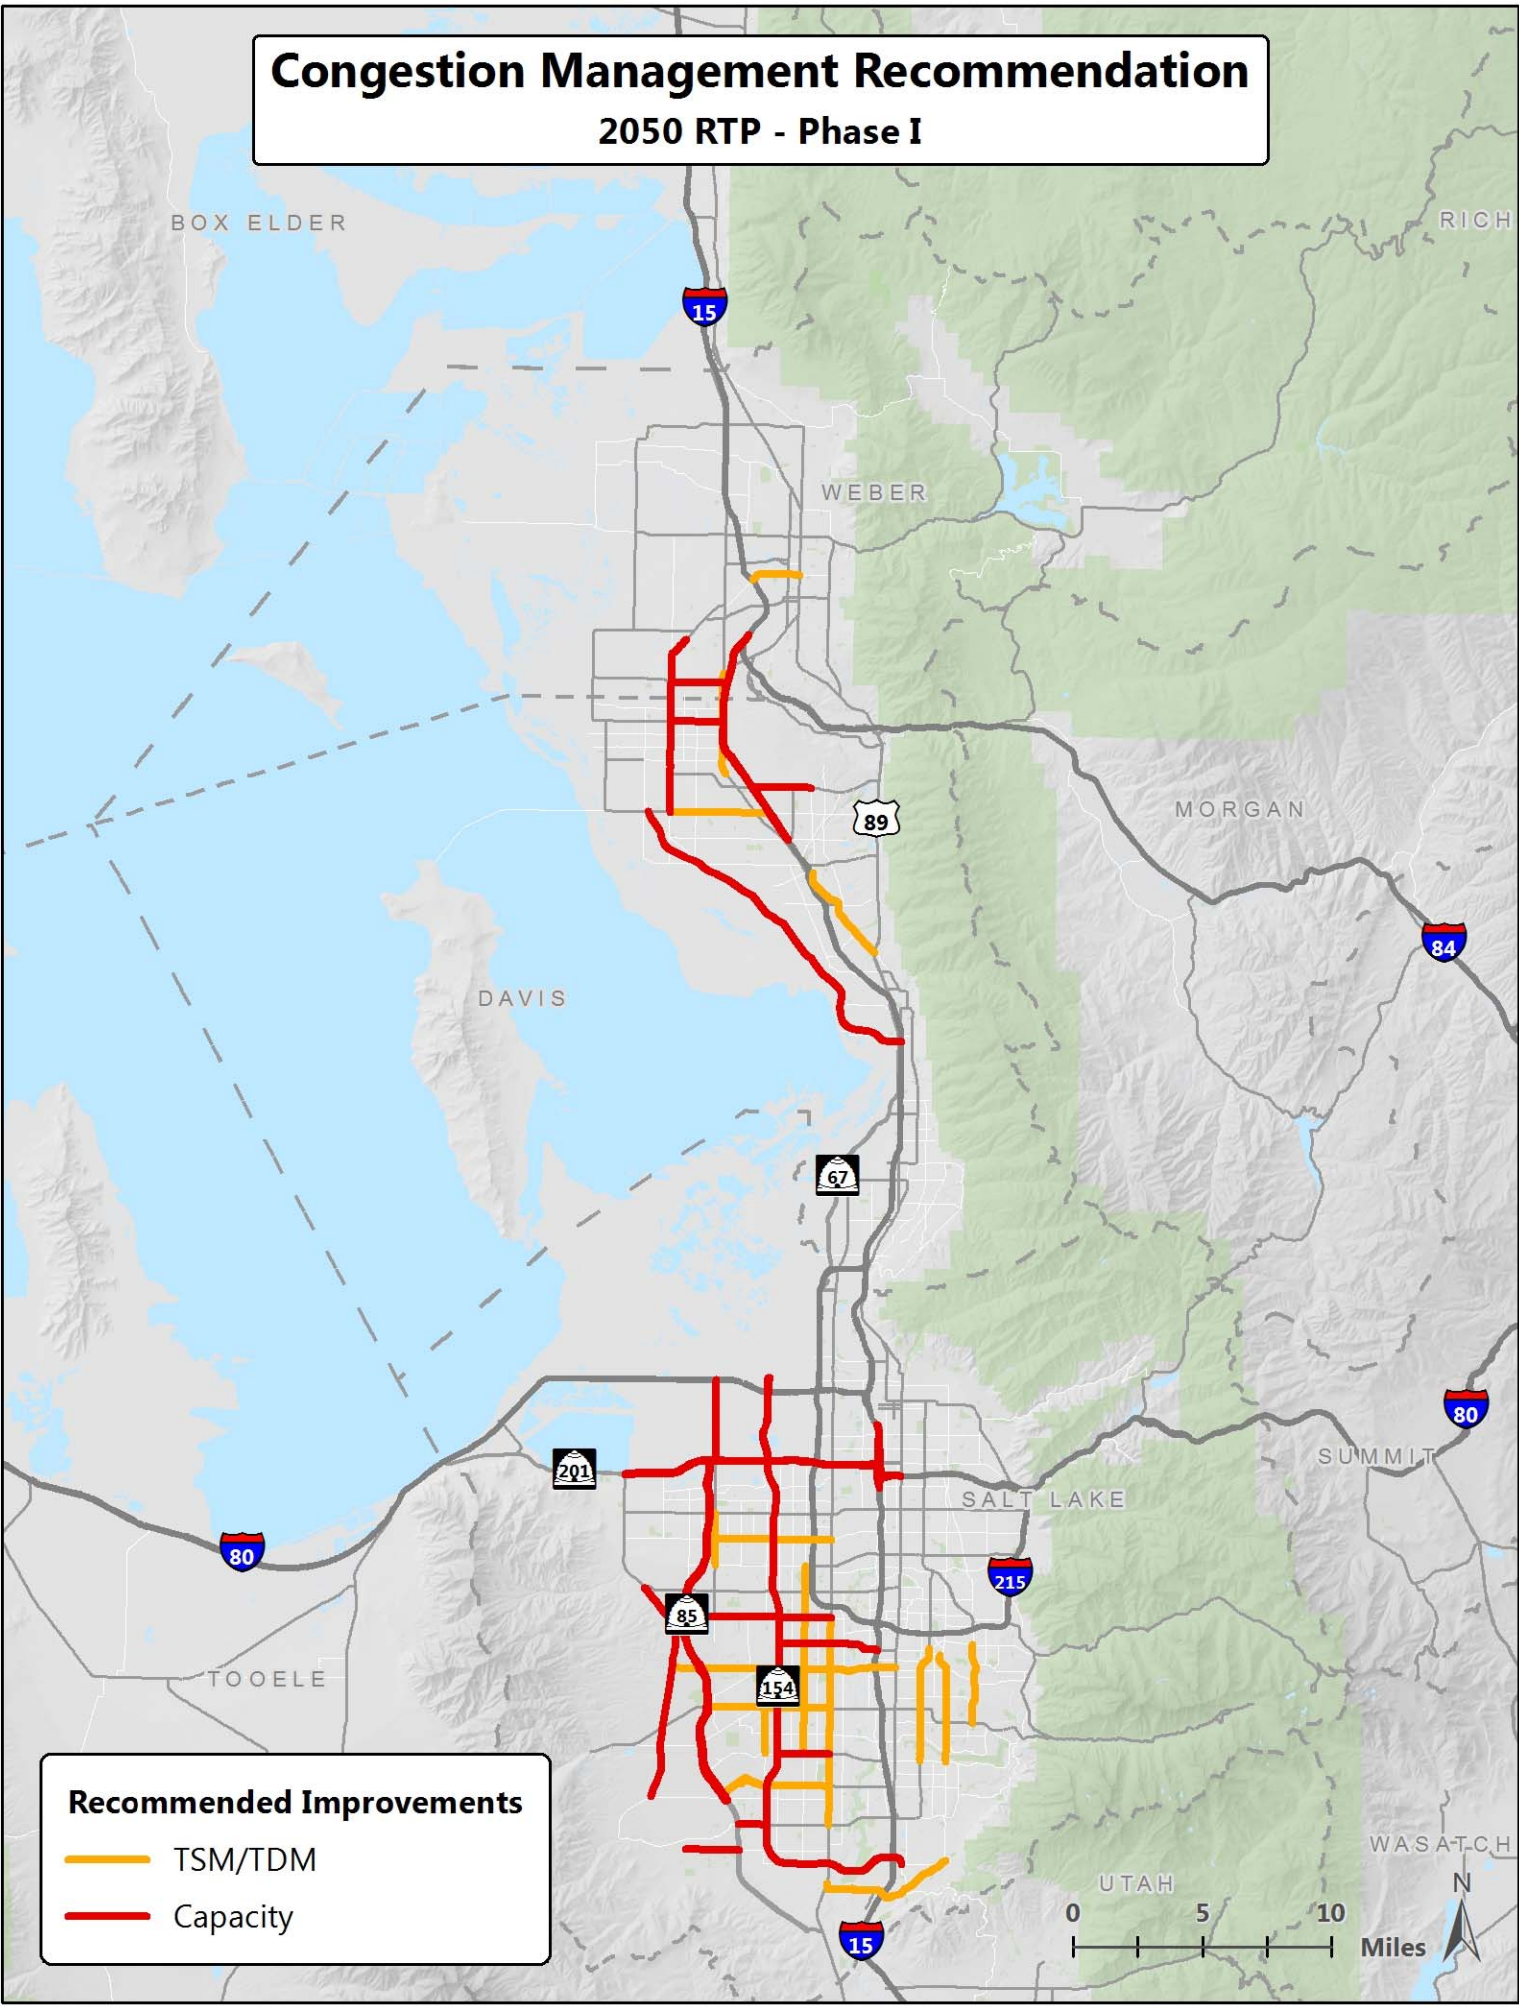 Congestion Management Recommendation
2050 RTP - Phase I
BOX ELDER
RICH
15
WEBER
MORGAN
89
84
DAVIS
67
80
SUMMIT
201
SALT LAKE
80
215
85
TOOELE
154
Recommended Improvements
TSM/TDM
Capacity
WASATCH
UTAH
N
0 5 10
Miles
15